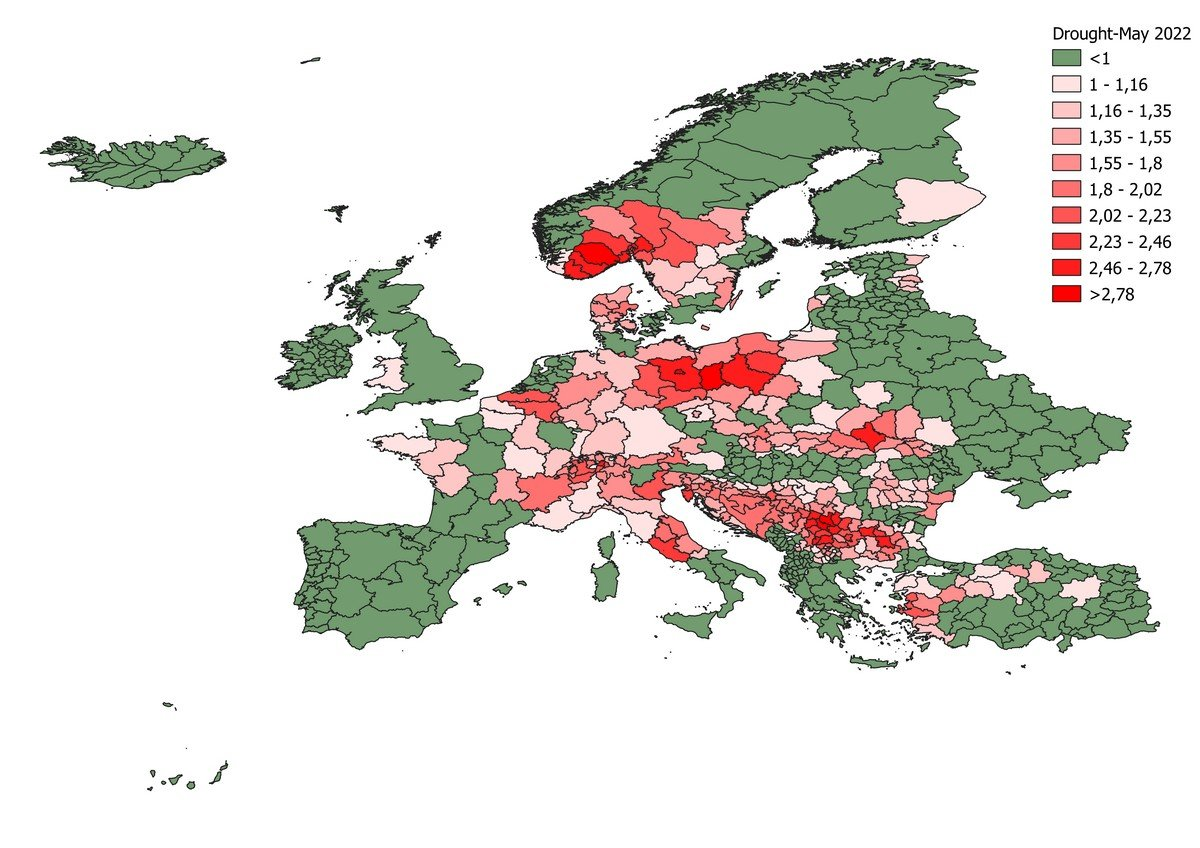 Drought-May 2022
<1
1 - 1,16
1,16 - 1,35
1,35 - 1,55
1,55 - 1,8
1,8 - 2,02
2,02 - 2,23
2,23 - 2,46
2,46 - 2,78
>2,78